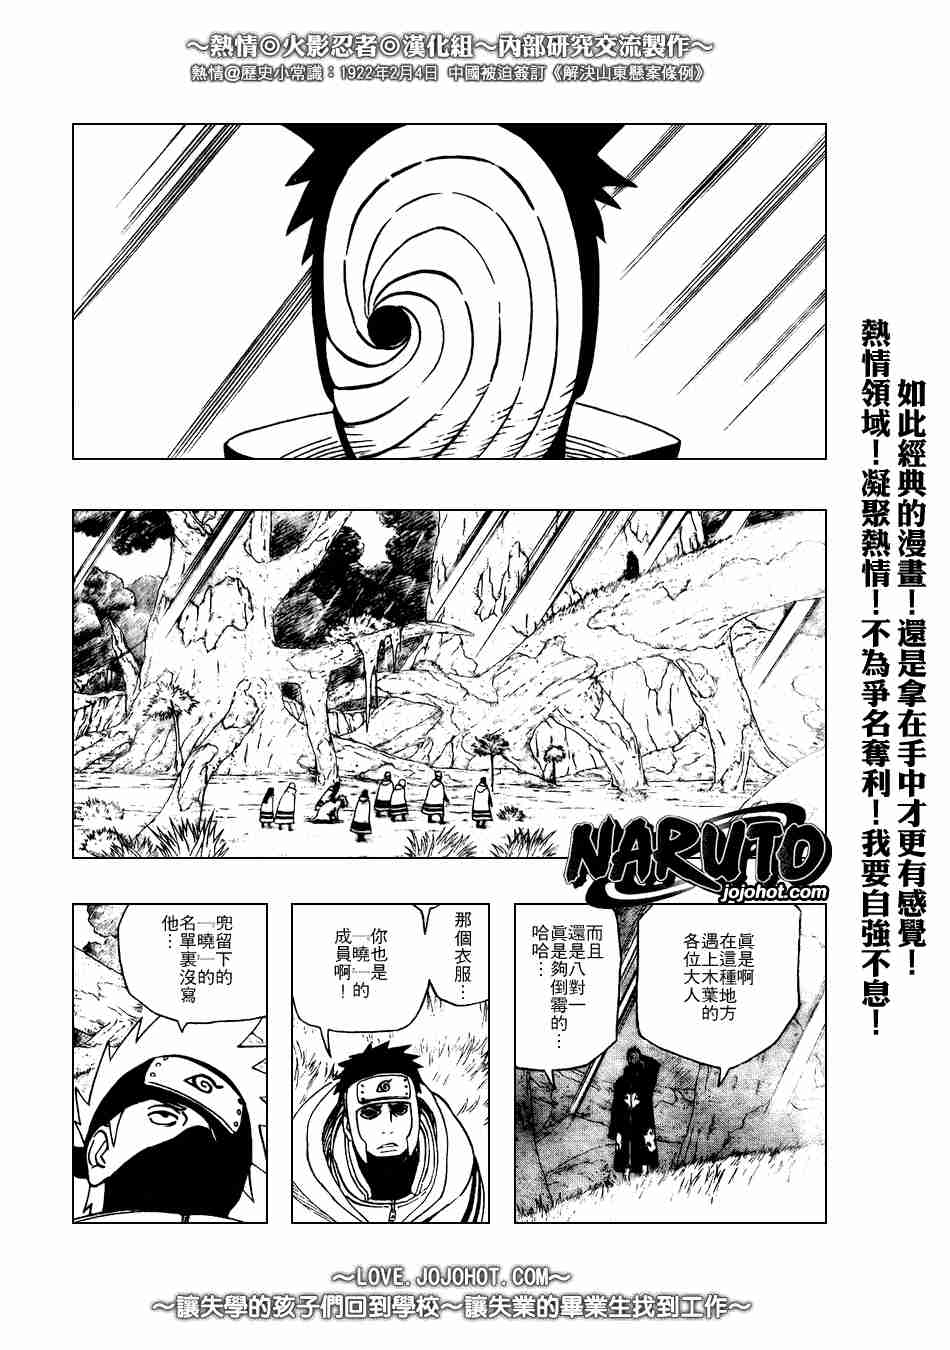 ～熱情◎火影忍者◎漢化組～內部研究交流製作～
熱情@歷史小常識：1922年2月4日 中國被迫簽訂《解決山東懸案條例》
如此經典的漫畫！還是拿在手中才更有感覺！
熱情領域！凝聚熱情！不為爭名奪利！我要自強不息！
NARUTO
jojohot.com
真是啊
在這種地方
遇上木葉的
各位大人
而且
還是八對一
真是夠倒霉的…
哈哈…
那個衣服…
你也是
﹁曉﹂的
成員啊！
兜留下的
﹁曉﹂的
名單裏沒寫
他…
～LOVE.JOJOHOT.COM～
～讓失學的孩子們回到學校～讓失業的畢業生找到工作～